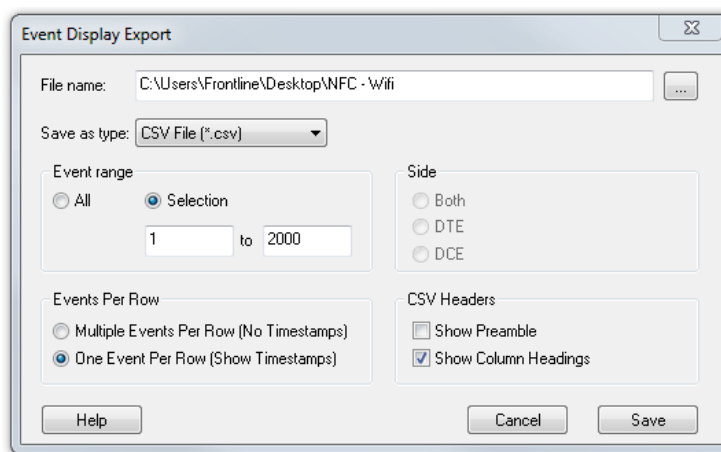 Event Display Export
File name: C:\Users\Frontline\Desktop\NFC - Wifi ...
Save as type: CSV File (*.csv)
Event range
All Selection
1 to 2000
Side
Both
DTE
DCE
Events Per Row
Multiple Events Per Row (No Timestamps)
One Event Per Row (Show Timestamps)
CSV Headers
Show Preamble
Show Column Headings
Help Cancel Save